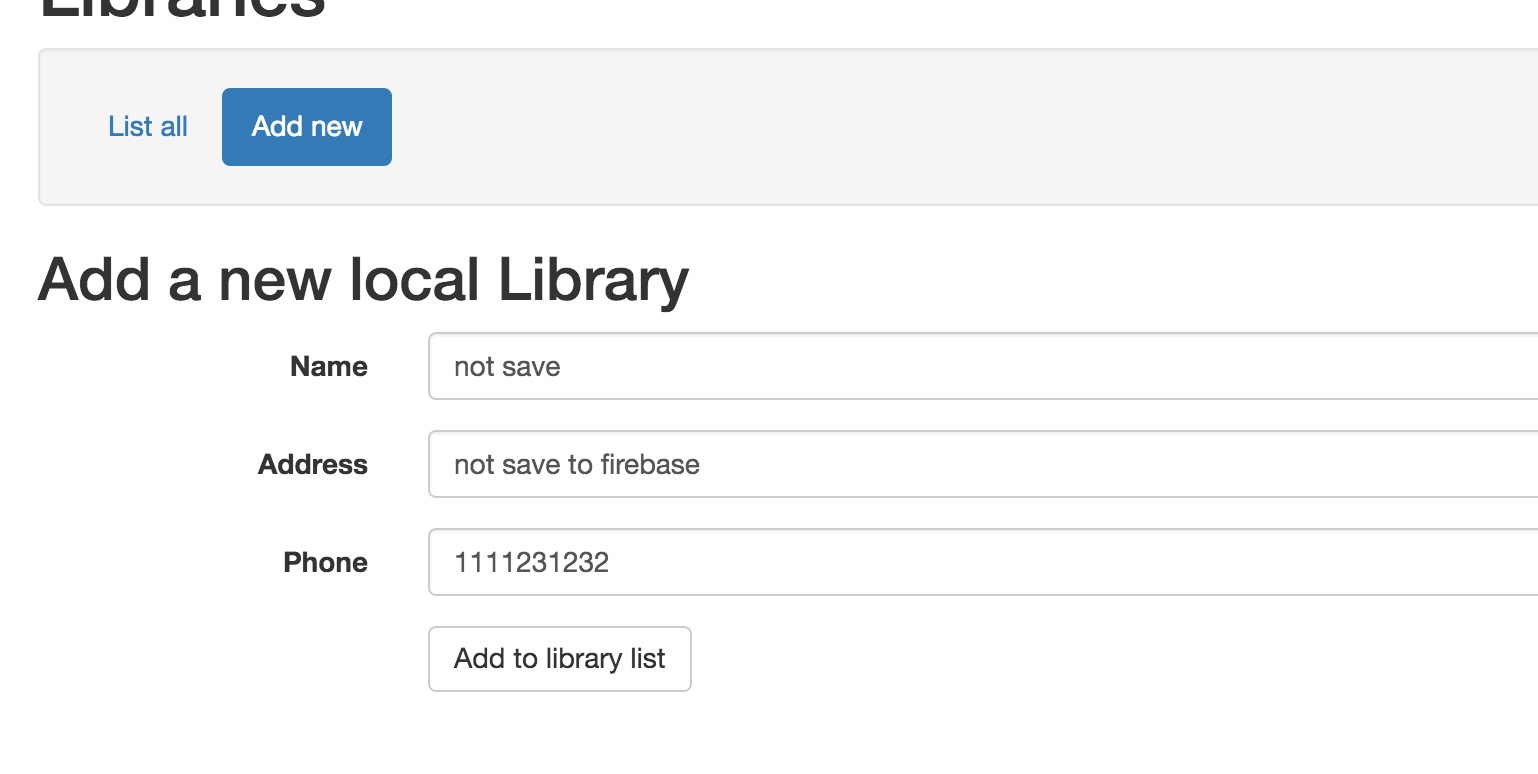 Libraries
List all Add new
Add a new local Library
Name not save
Address not save to firebase
Phone 1111231232
Add to library list